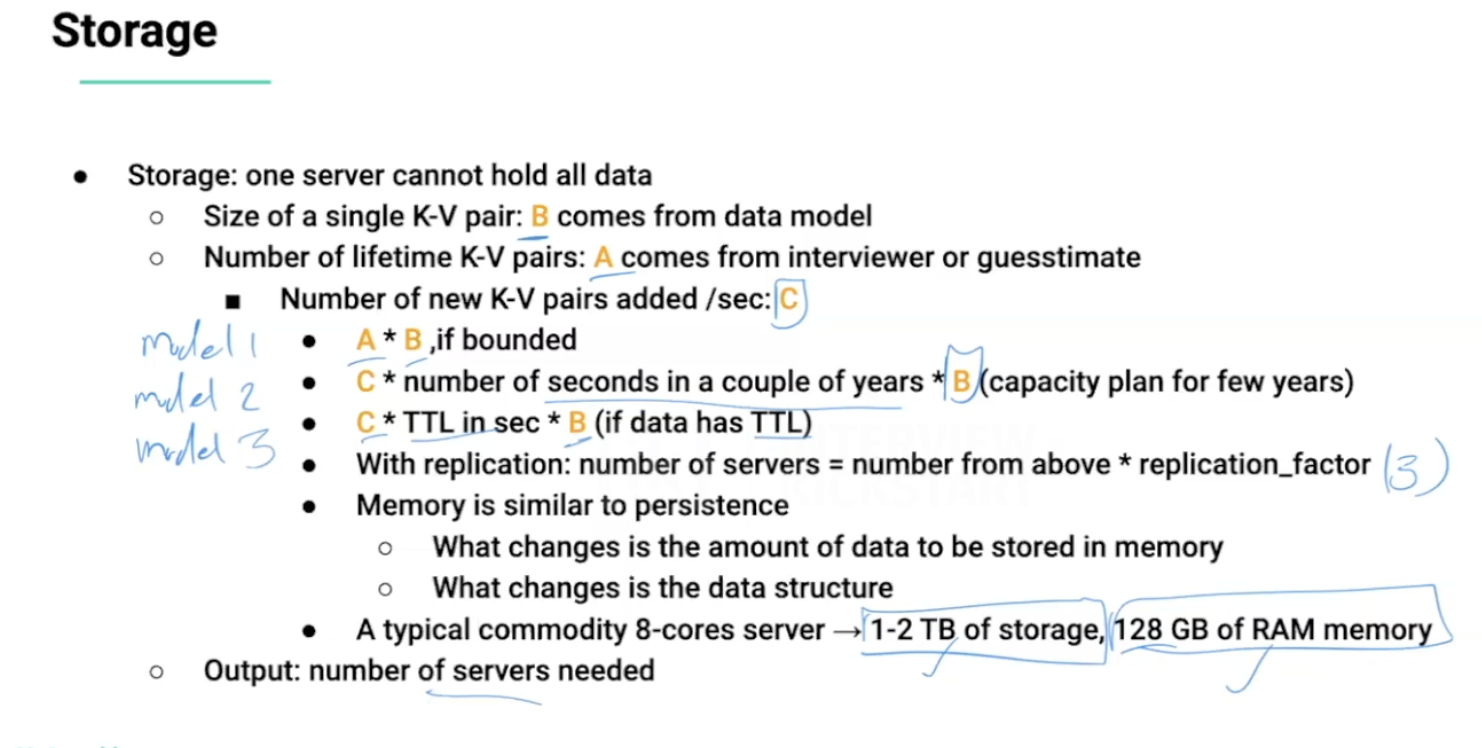 Storage
● Storage: one server cannot hold all data
○ Size of a single K-V pair: B comes from data model
○ Number of lifetime K-V pairs: A comes from interviewer or guesstimate
■ Number of new K-V pairs added /sec: C
model 1 ● A * B ,if bounded
model 2 ● C * number of seconds in a couple of years * B (capacity plan for few years)
model 3 ● C * TTL in sec * B (if data has TTL)
● With replication: number of servers = number from above * replication_factor (3)
● Memory is similar to persistence
○ What changes is the amount of data to be stored in memory
○ What changes is the data structure
● A typical commodity 8-cores server → 1-2 TB of storage, 128 GB of RAM memory
○ Output: number of servers needed
INTERVIEW
KICKSTART